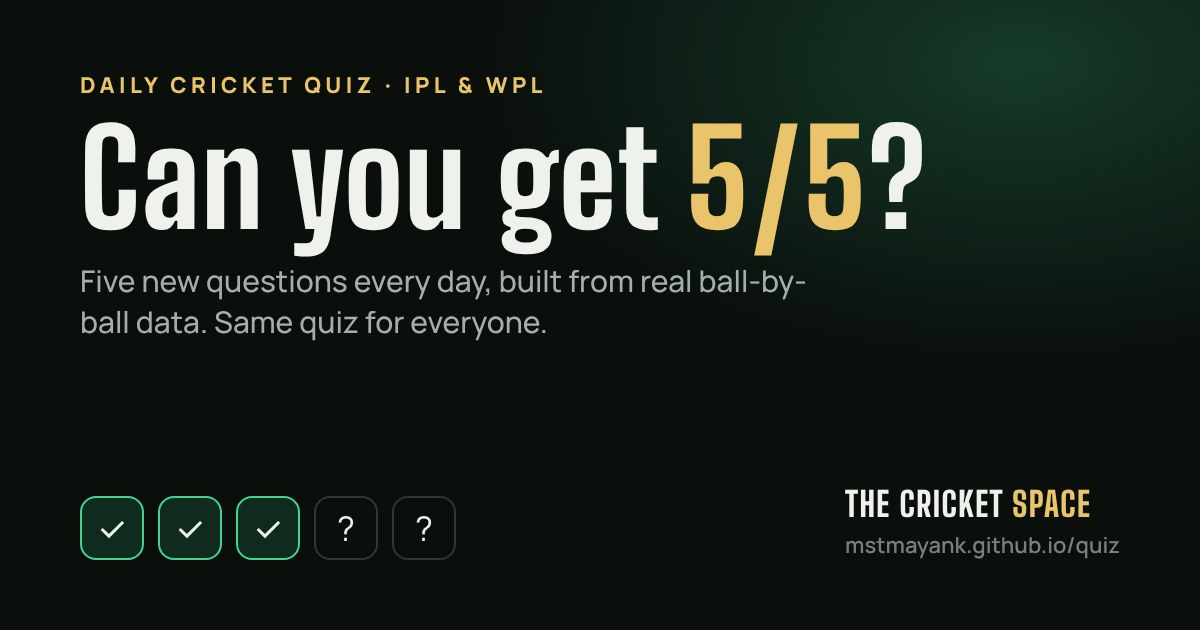 DAILY CRICKET QUIZ · IPL & WPL
Can you get 5/5?
Five new questions every day, built from real ball-by-
ball data. Same quiz for everyone.
? ?
THE CRICKET SPACE
mstmayank.github.io/quiz